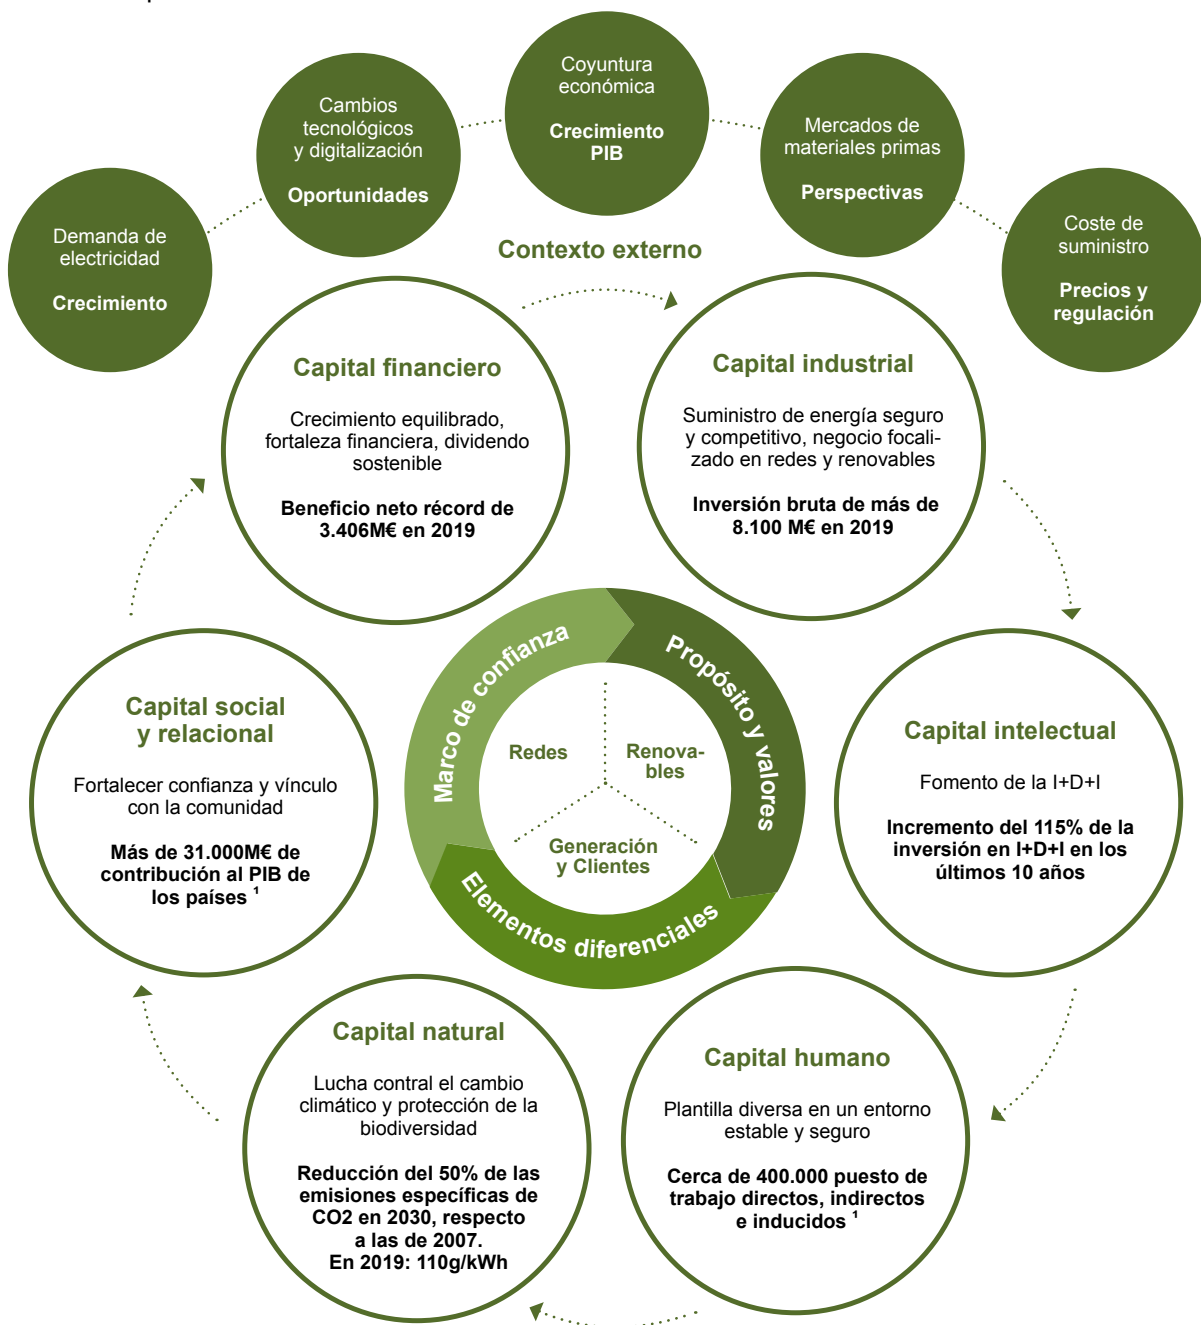 Coyuntura
económica
Crecimiento
PIB
Cambios
tecnológicos
y digitalización
Oportunidades
Mercados de
materiales primas
Perspectivas
Demanda de
electricidad
Crecimiento
Coste de
suministro
Precios y
regulación
Contexto externo
Capital financiero
Crecimiento equilibrado,
fortaleza financiera, dividendo
sostenible
Beneficio neto récord de
3.406M€ en 2019
Capital industrial
Suministro de energía seguro
y competitivo, negocio focali-
zado en redes y renovables
Inversión bruta de más de
8.100 M€ en 2019
Marco de confianza
Propósito y valores
Elementos diferenciales
Redes
Renova-
bles
Generación
y Clientes
Capital social
y relacional
Fortalecer confianza y vínculo
con la comunidad
Más de 31.000M€ de
contribución al PIB de
los países ¹
Capital intelectual
Fomento de la I+D+I
Incremento del 115% de la
inversión en I+D+I en los
últimos 10 años
Capital natural
Lucha contral el cambio
climático y protección de la
biodiversidad
Reducción del 50% de las
emisiones específicas de
CO2 en 2030, respecto
a las de 2007.
En 2019: 110g/kWh
Capital humano
Plantilla diversa en un entorno
estable y seguro
Cerca de 400.000 puesto de
trabajo directos, indirectos
e inducidos ¹